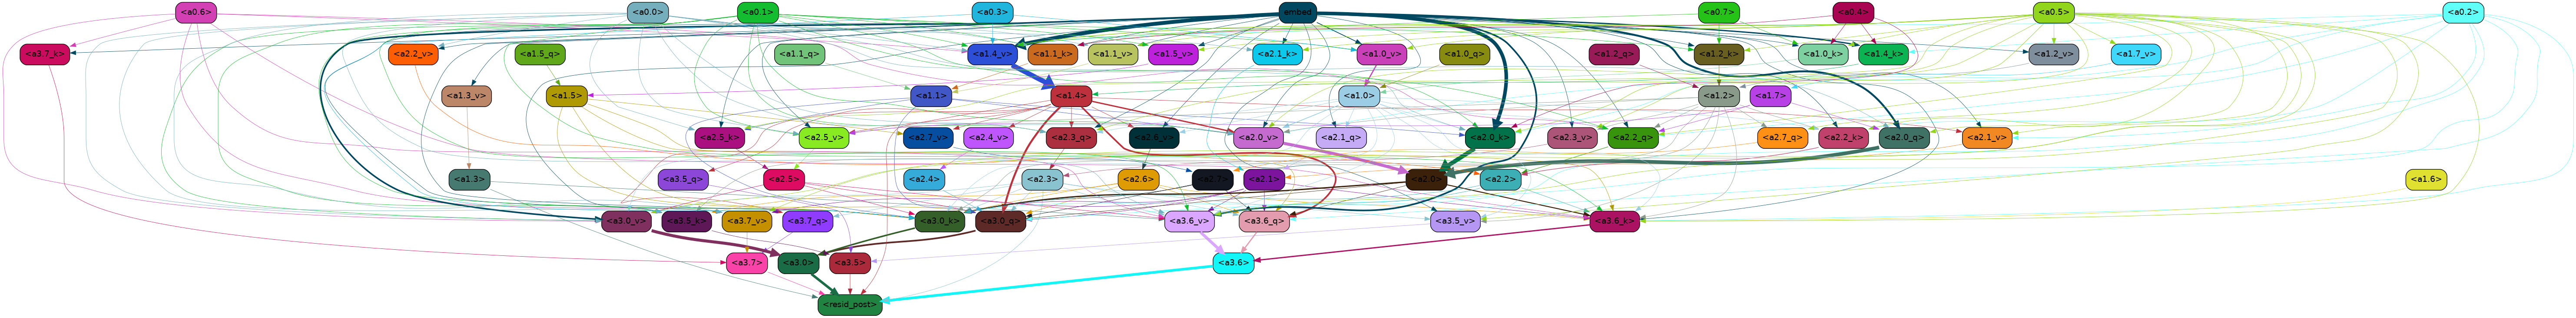 <a0.6> <a0.0> <a0.1> <a0.3> embed <a0.7> <a0.4> <a0.5> <a0.2>
<a3.7_k> <a2.2_v> <a1.5_q> <a1.1_q> <a1.4_v> <a1.1_k> <a1.1_v> <a1.5_v> <a2.1_k> <a1.0_v> <a1.0_q> <a1.2_q> <a1.2_k> <a1.0_k> <a1.4_k> <a1.2_v> <a1.7_v>
<a1.3_v> <a1.5> <a1.1> <a1.4> <a1.0> <a1.2> <a1.7>
<a2.5_k> <a2.5_v> <a2.7_v> <a2.4_v> <a2.3_q> <a2.6_v> <a2.0_v> <a2.1_q> <a2.0_k> <a2.3_v> <a2.2_q> <a2.7_q> <a2.2_k> <a2.0_q> <a2.1_v>
<a1.3> <a3.5_q> <a2.5> <a2.4> <a2.3> <a2.6> <a2.7> <a2.1> <a2.0> <a2.2> <a1.6>
<a3.0_v> <a3.5_k> <a3.7_v> <a3.7_q> <a3.0_k> <a3.0_q> <a3.6_v> <a3.6_q> <a3.5_v> <a3.6_k>
<a3.7> <a3.0> <a3.5> <a3.6>
<resid_post>